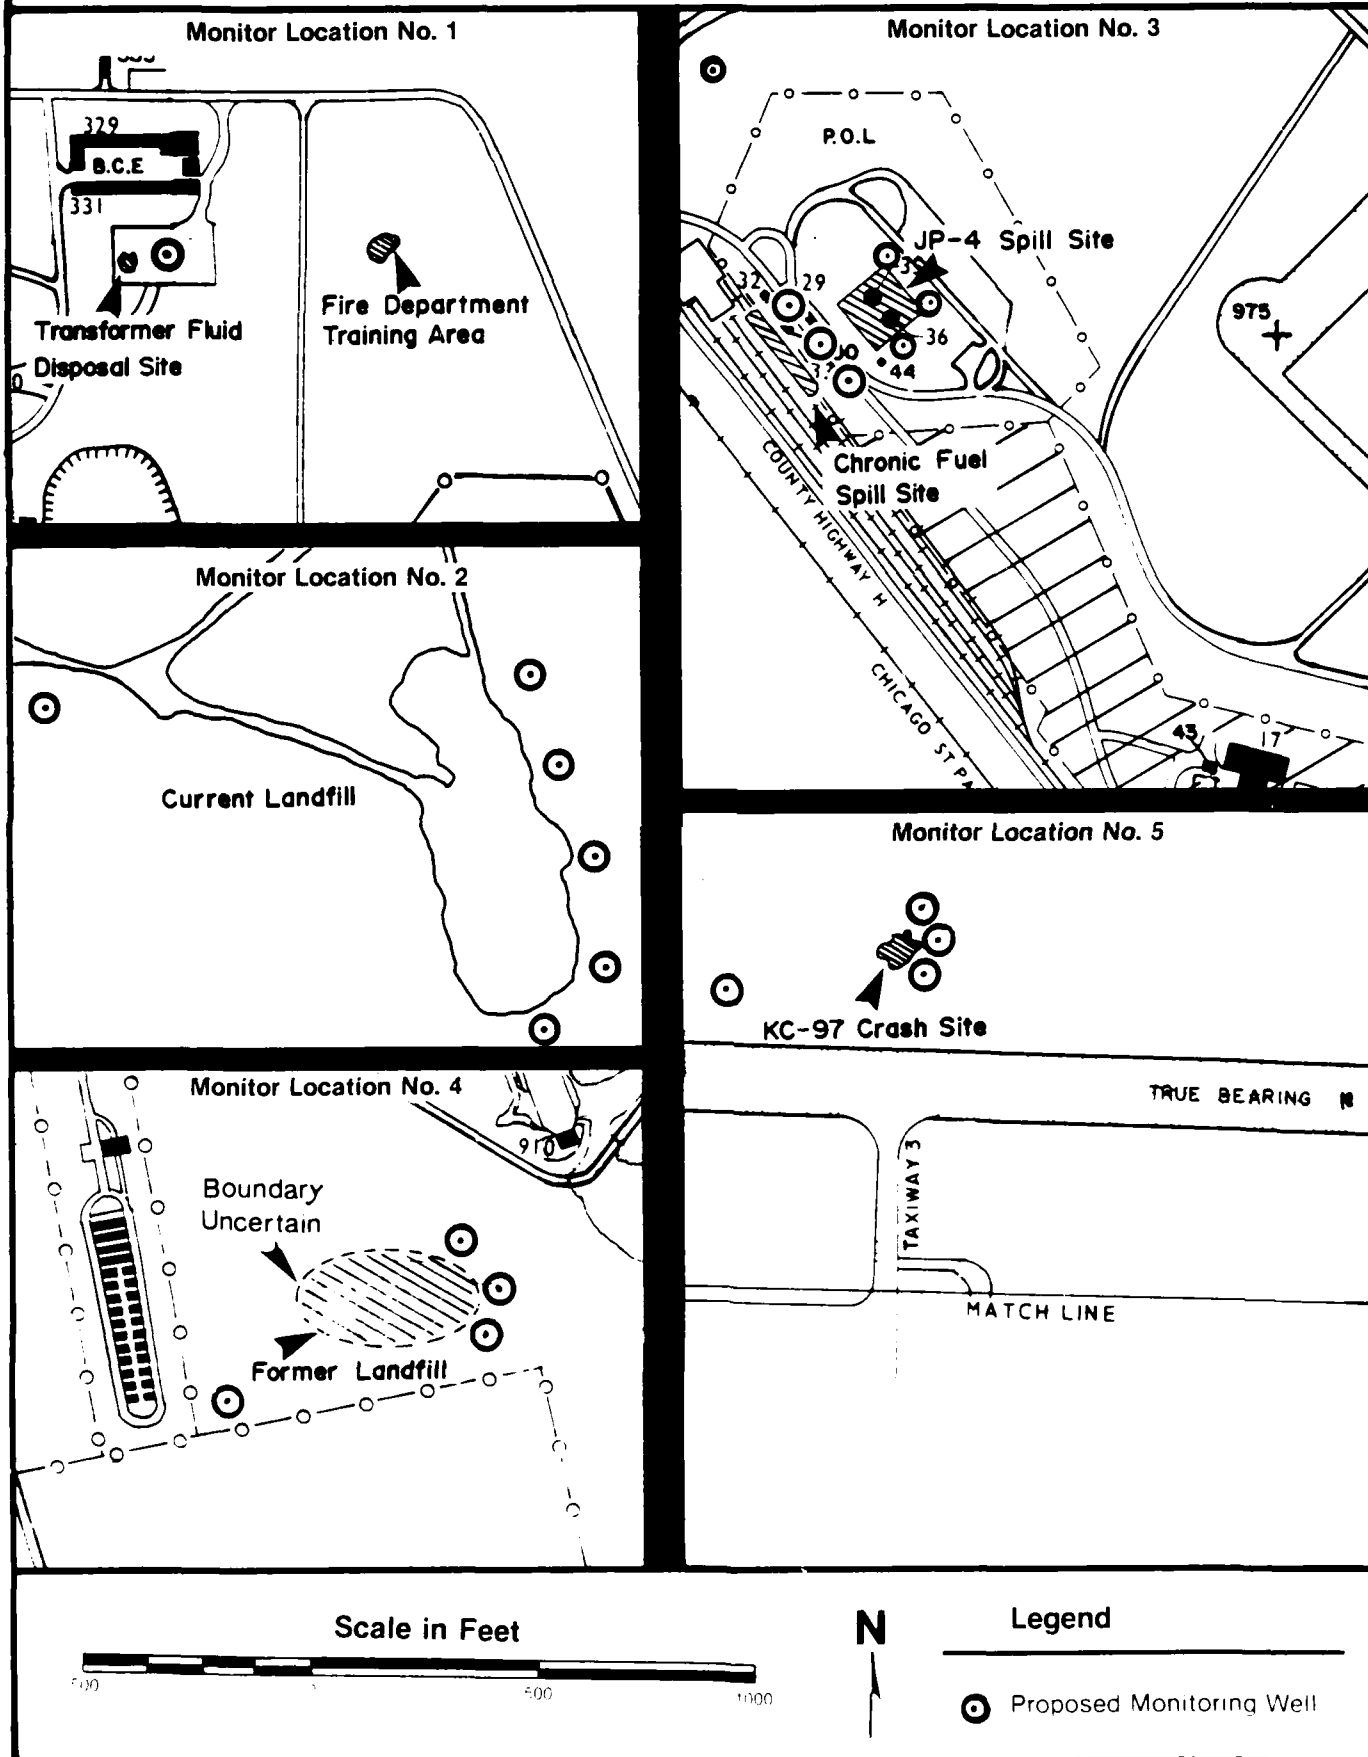 Monitor Location No. 1
329
B.C.E
331
Transformer Fluid
Disposal Site
Fire Department
Training Area
Monitor Location No. 2
Current Landfill
Monitor Location No. 4
910
Boundary
Uncertain
Former Landfill
Monitor Location No. 3
P.O.L
JP-4 Spill Site
32
29
36
44
975
Chronic Fuel
Spill Site
COUNTY HIGHWAY H
CHICAGO ST PA
43
17
Monitor Location No. 5
KC-97 Crash Site
TRUE BEARING
TAXIWAY 3
MATCH LINE
Scale in Feet
500
1000
N
Legend
Proposed Monitoring Well